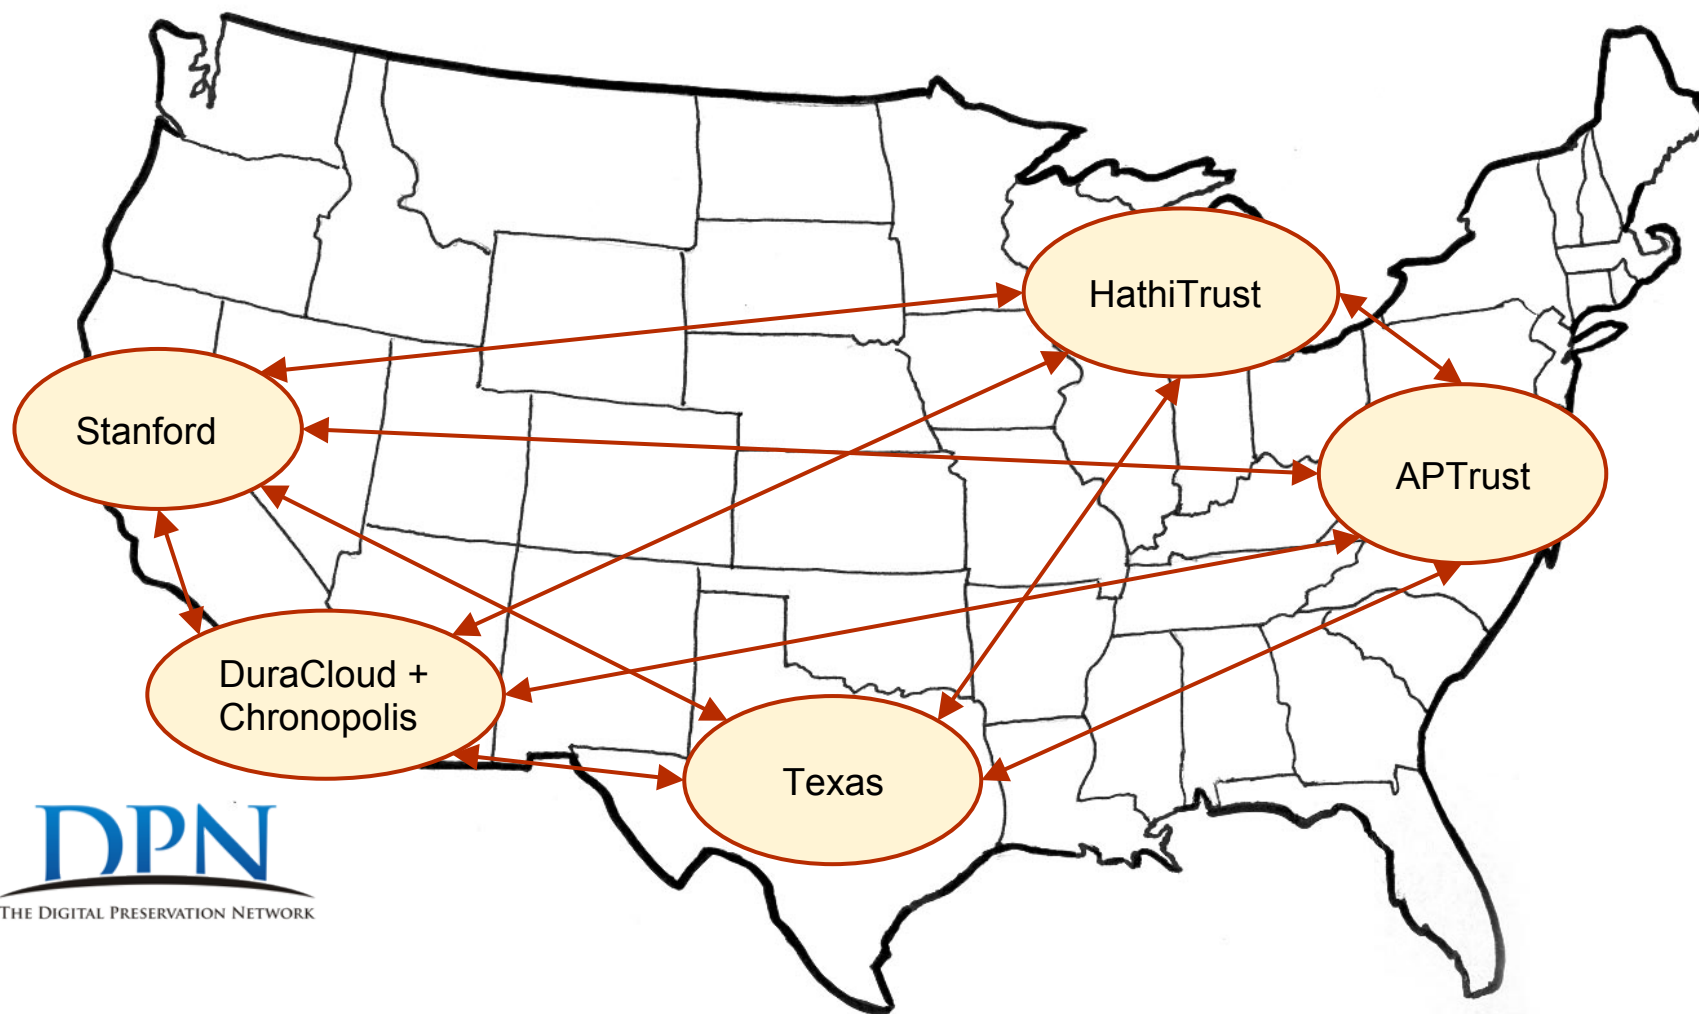 HathiTrust
Stanford
APTrust
DuraCloud +
Chronopolis
Texas
DPN
THE DIGITAL PRESERVATION NETWORK